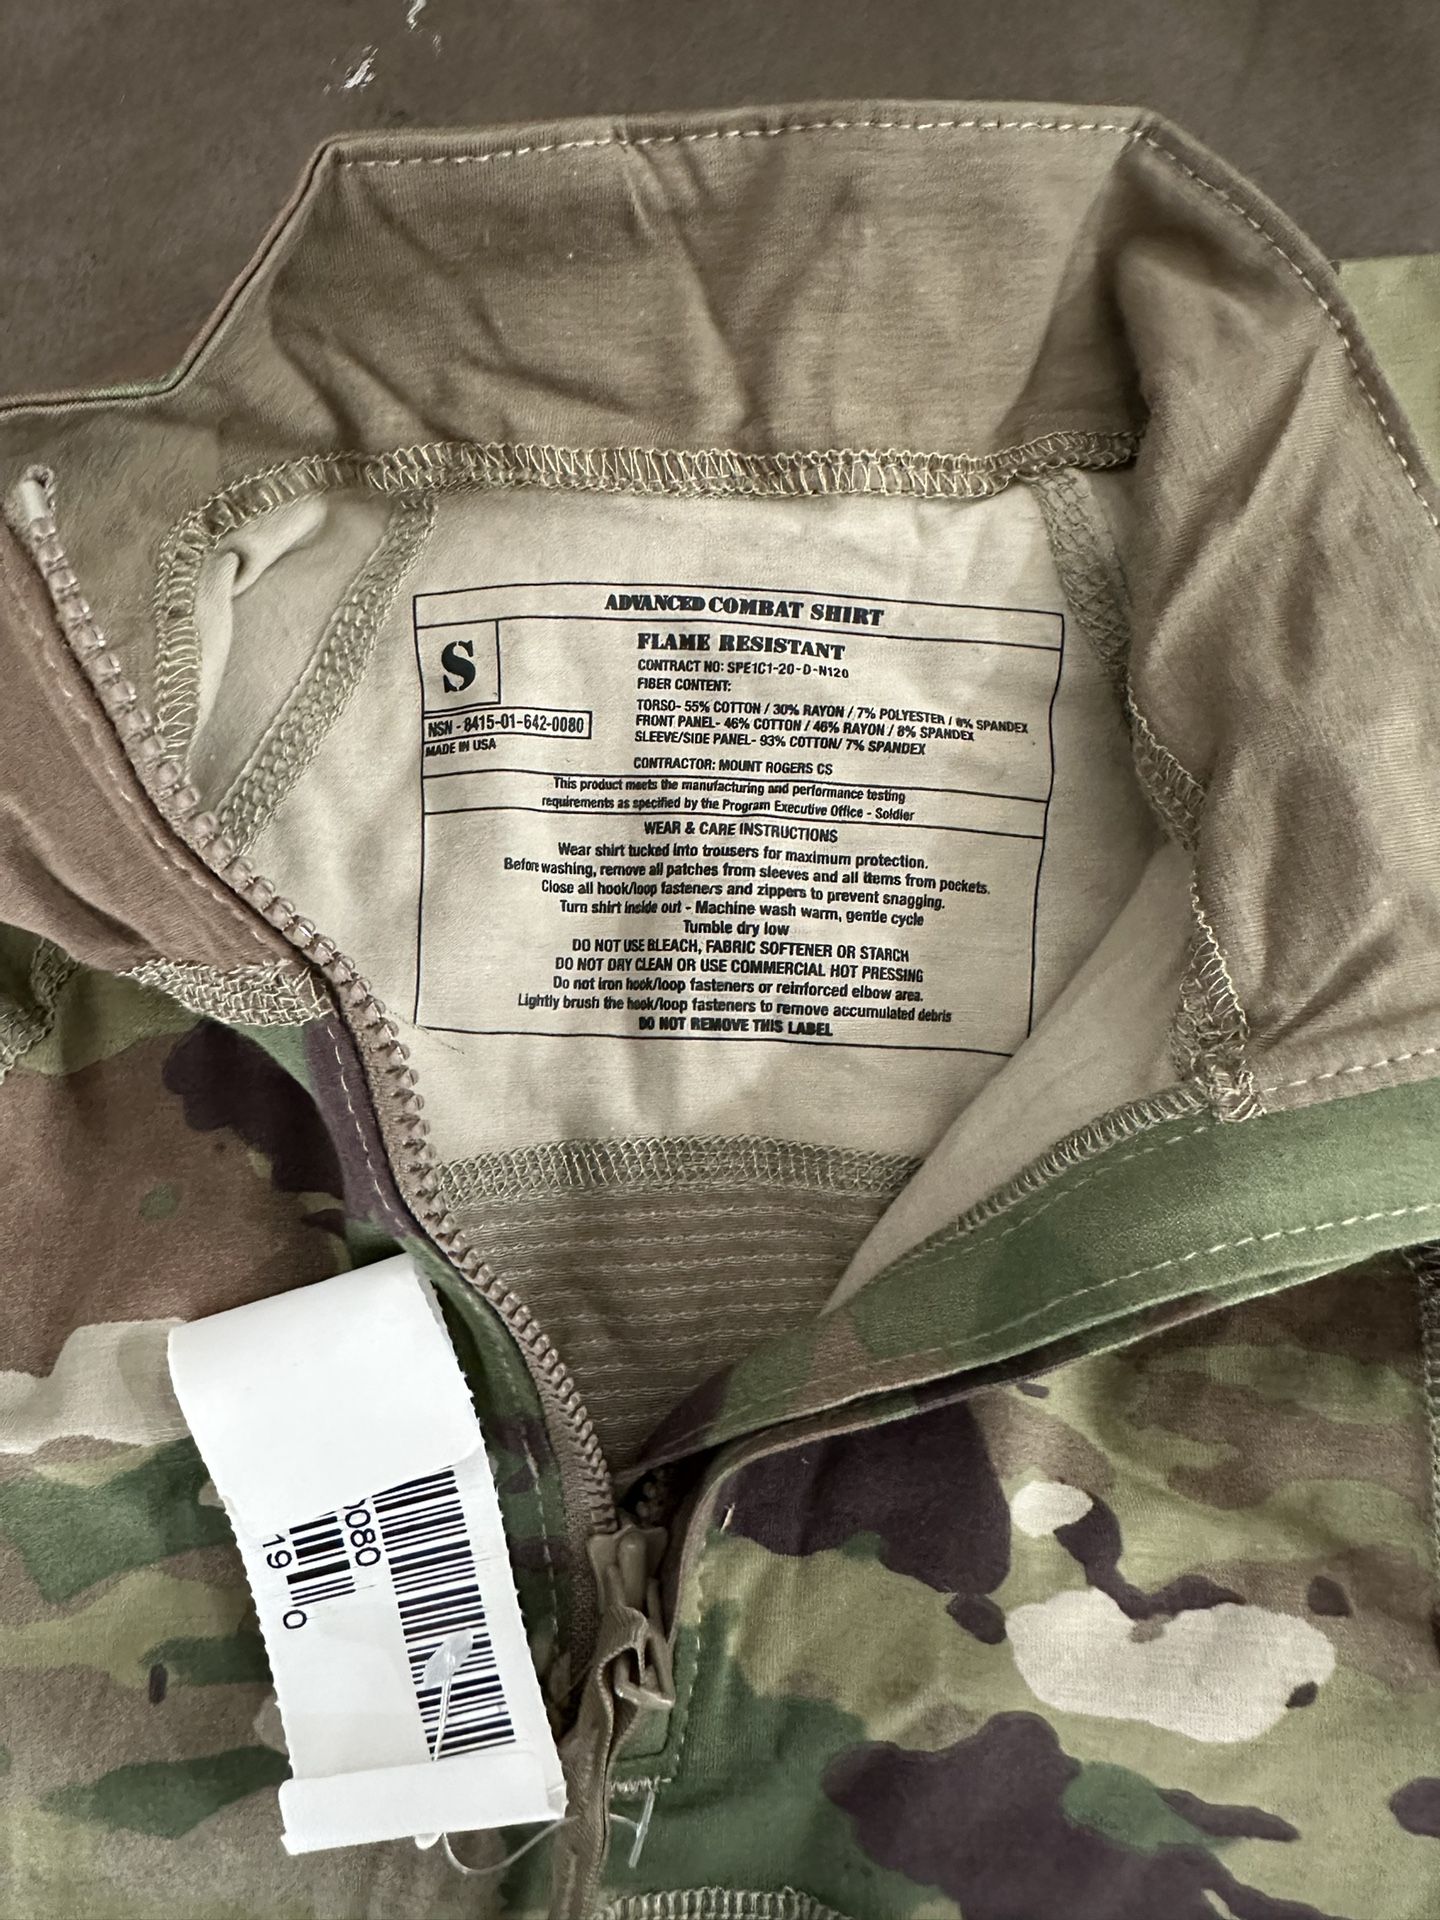 ADVANCED COMBAT SHIRT
S
FLAME RESISTANT
CONTRACT NO: SPE1C1-20-D-N120
FIBER CONTENT:
TORSO- 55% COTTON / 30% RAYON / 7% POLYESTER / 8% SPANDEX
FRONT PANEL- 46% COTTON / 46% RAYON / 8% SPANDEX
SLEEVE/SIDE PANEL- 93% COTTON/ 7% SPANDEX
NSN - 8415-01-642-0080
MADE IN USA
CONTRACTOR: MOUNT ROGERS CS
This product meets the manufacturing and performance testing
requirements as specified by the Program Executive Office - Soldier
WEAR & CARE INSTRUCTIONS
Wear shirt tucked into trousers for maximum protection.
Before washing, remove all patches from sleeves and all items from pockets.
Close all hook/loop fasteners and zippers to prevent snagging.
Turn shirt inside out - Machine wash warm, gentle cycle
Tumble dry low
DO NOT USE BLEACH, FABRIC SOFTENER OR STARCH
DO NOT DRY CLEAN OR USE COMMERCIAL HOT PRESSING
Do not iron hook/loop fasteners or reinforced elbow area.
Lightly brush the hook/loop fasteners to remove accumulated debris
DO NOT REMOVE THIS LABEL
0080
19
0